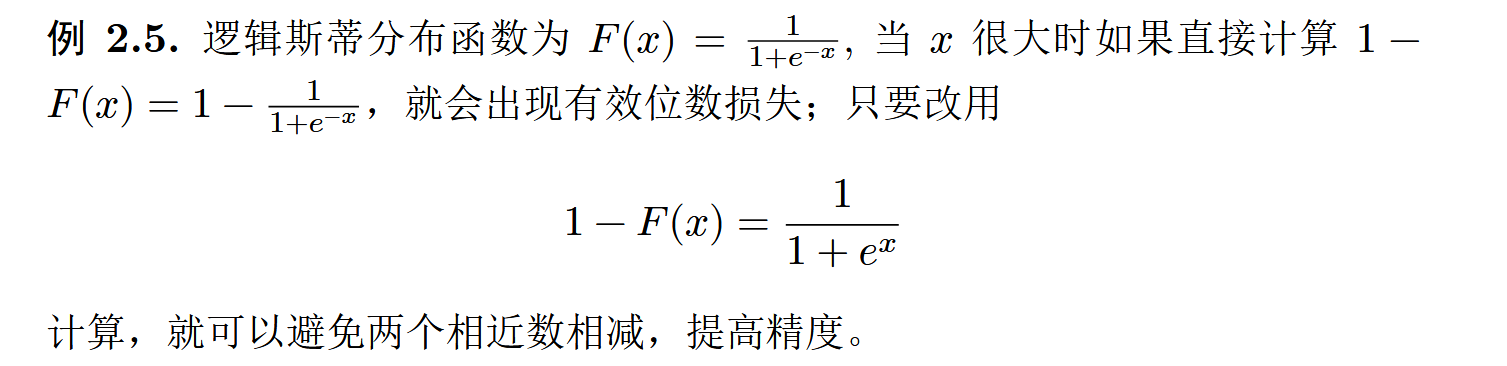 例 2.5. 逻辑斯蒂分布函数为 $F(x) = \frac{1}{1+e^{-x}}$, 当 $x$ 很大时如果直接计算 $1 -$
$F(x) = 1 - \frac{1}{1+e^{-x}}$，就会出现有效位数损失；只要改用
$1 - F(x) = \frac{1}{1 + e^{x}}$
计算，就可以避免两个相近数相减，提高精度。